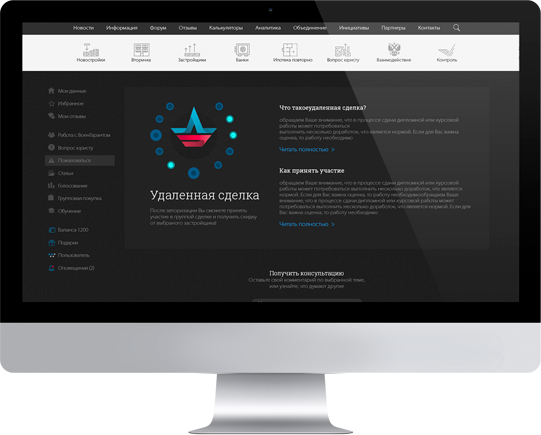 Новости Информация Форум Отзывы Калькуляторы Аналитика Объединение Инициативы Партнеры Контакты
Новостройки Вторичка Застройщики Банки Ипотека повторно Вопрос юристу Взаимодействие Контроль
Мои данные
Избранное
Мои отзывы
Работа с ВоенГарантом
Вопрос юристу
Пожаловаться
Статьи
Голосование
Групповая покупка
Обучение
Баланса 1200
Подарки
Пользователь
Оповещения (2)
Удаленная сделка
После авторизации Вы сможете принять
участие в группой сделке и получить скидку
от выбраного застройщика!
Что такоеудаленная сделка?
обращаем Ваше внимание, что в процессе сдачи дипломной или курсовой
работы может потребоваться
выполнить несколько доработок, что является нормой. Если для Вас важна
оценка, то работу необходимо
Читать полностью >
Как принять участие
обращаем Ваше внимание, что в процессе сдачи дипломной или курсовой
работы может потребоваться выполнить несколько доработок, что является
нормой. Если для Вас важна оценка, то работу необходимообращаем Ваше
внимание, что в процессе сдачи дипломной или курсовой работы может
потребоваться выполнить несколько доработок, что является нормой. Если
для Вас важна оценка, то работу необходимо
Читать полностью >
Получить консультацию
Оставьте свой комментарий по выбранной теме,
или узнайте, что думают другие